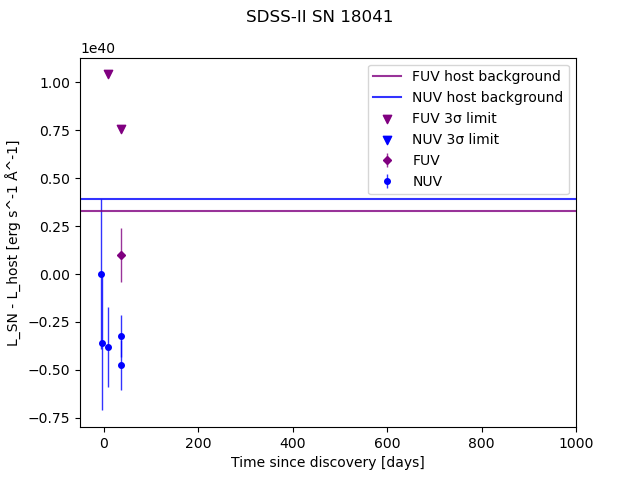 SDSS-II SN 18041
1e40
1.00
0.75
0.50
0.25
0.00
−0.25
−0.50
−0.75
L_SN - L_host [erg s^-1 Å^-1]
FUV host background
NUV host background
FUV 3σ limit
NUV 3σ limit
FUV
NUV
0 200 400 600 800 1000
Time since discovery [days]